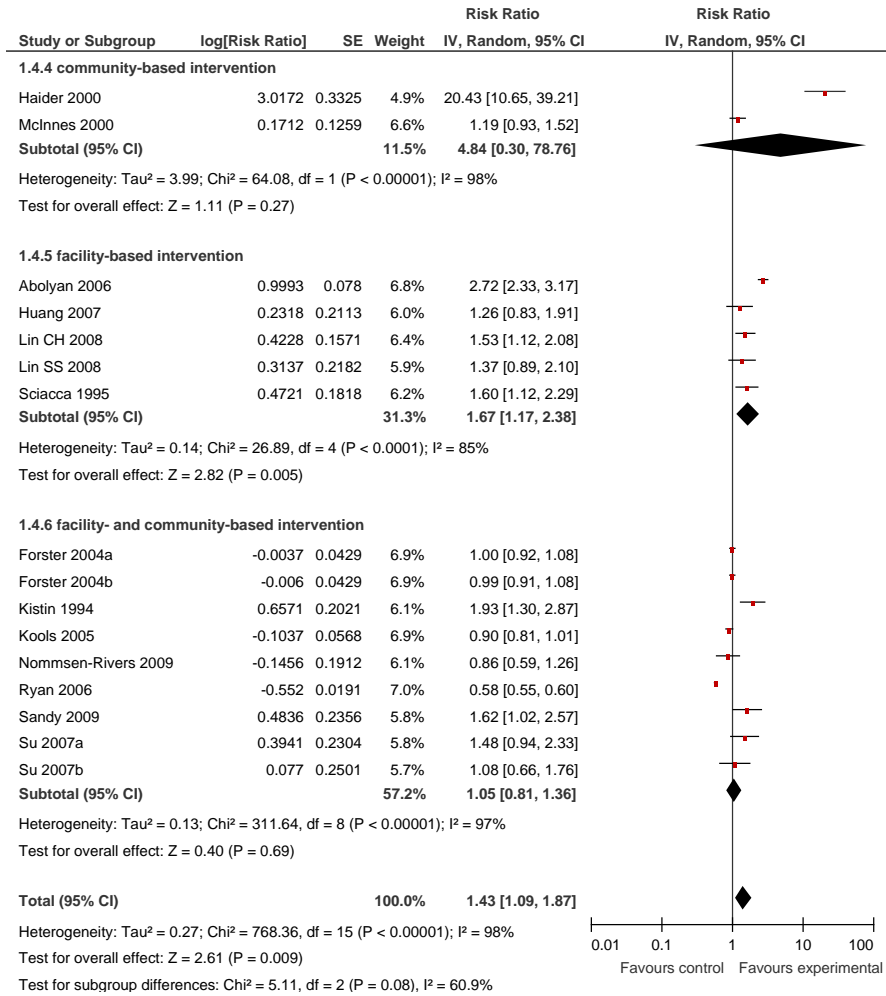 Risk Ratio Risk Ratio
Study or Subgroup log[Risk Ratio] SE Weight IV, Random, 95% CI IV, Random, 95% CI
1.4.4 community-based intervention
Haider 2000 3.0172 0.3325 4.9% 20.43 [10.65, 39.21]
McInnes 2000 0.1712 0.1259 6.6% 1.19 [0.93, 1.52]
Subtotal (95% CI) 11.5% 4.84 [0.30, 78.76]
Heterogeneity: Tau² = 3.99; Chi² = 64.08, df = 1 (P < 0.00001); I² = 98%
Test for overall effect: Z = 1.11 (P = 0.27)
1.4.5 facility-based intervention
Abolyan 2006 0.9993 0.078 6.8% 2.72 [2.33, 3.17]
Huang 2007 0.2318 0.2113 6.0% 1.26 [0.83, 1.91]
Lin CH 2008 0.4228 0.1571 6.4% 1.53 [1.12, 2.08]
Lin SS 2008 0.3137 0.2182 5.9% 1.37 [0.89, 2.10]
Sciacca 1995 0.4721 0.1818 6.2% 1.60 [1.12, 2.29]
Subtotal (95% CI) 31.3% 1.67 [1.17, 2.38]
Heterogeneity: Tau² = 0.14; Chi² = 26.89, df = 4 (P < 0.0001); I² = 85%
Test for overall effect: Z = 2.82 (P = 0.005)
1.4.6 facility- and community-based intervention
Forster 2004a -0.0037 0.0429 6.9% 1.00 [0.92, 1.08]
Forster 2004b -0.006 0.0429 6.9% 0.99 [0.91, 1.08]
Kistin 1994 0.6571 0.2021 6.1% 1.93 [1.30, 2.87]
Kools 2005 -0.1037 0.0568 6.9% 0.90 [0.81, 1.01]
Nommsen-Rivers 2009 -0.1456 0.1912 6.1% 0.86 [0.59, 1.26]
Ryan 2006 -0.552 0.0191 7.0% 0.58 [0.55, 0.60]
Sandy 2009 0.4836 0.2356 5.8% 1.62 [1.02, 2.57]
Su 2007a 0.3941 0.2304 5.8% 1.48 [0.94, 2.33]
Su 2007b 0.077 0.2501 5.7% 1.08 [0.66, 1.76]
Subtotal (95% CI) 57.2% 1.05 [0.81, 1.36]
Heterogeneity: Tau² = 0.13; Chi² = 311.64, df = 8 (P < 0.00001); I² = 97%
Test for overall effect: Z = 0.40 (P = 0.69)
Total (95% CI) 100.0% 1.43 [1.09, 1.87]
Heterogeneity: Tau² = 0.27; Chi² = 768.36, df = 15 (P < 0.00001); I² = 98%
Test for overall effect: Z = 2.61 (P = 0.009)
Test for subgroup differences: Chi² = 5.11, df = 2 (P = 0.08), I² = 60.9%
0.01 0.1 1 10 100
Favours control Favours experimental